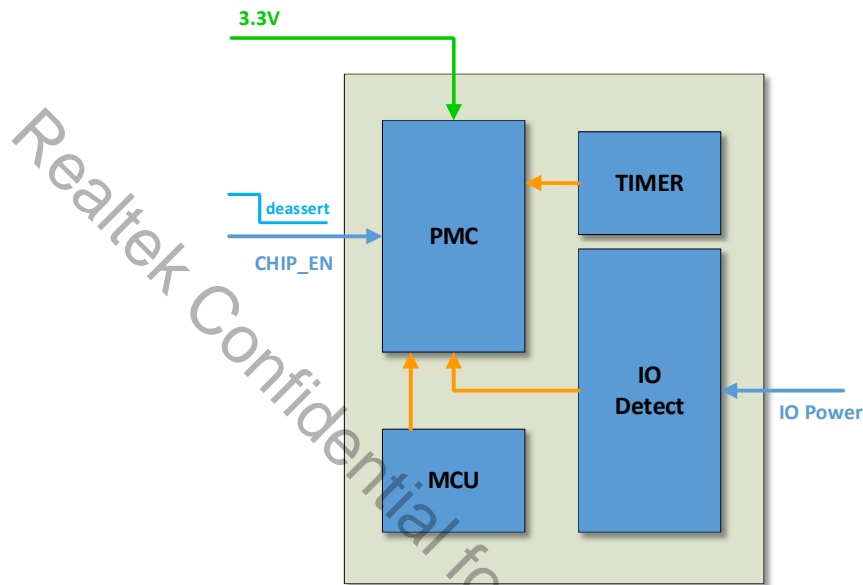 3.3V
TIMER
deassert
PMC
CHIP_EN
IO
Detect
IO Power
MCU
Realtek Confidential fo